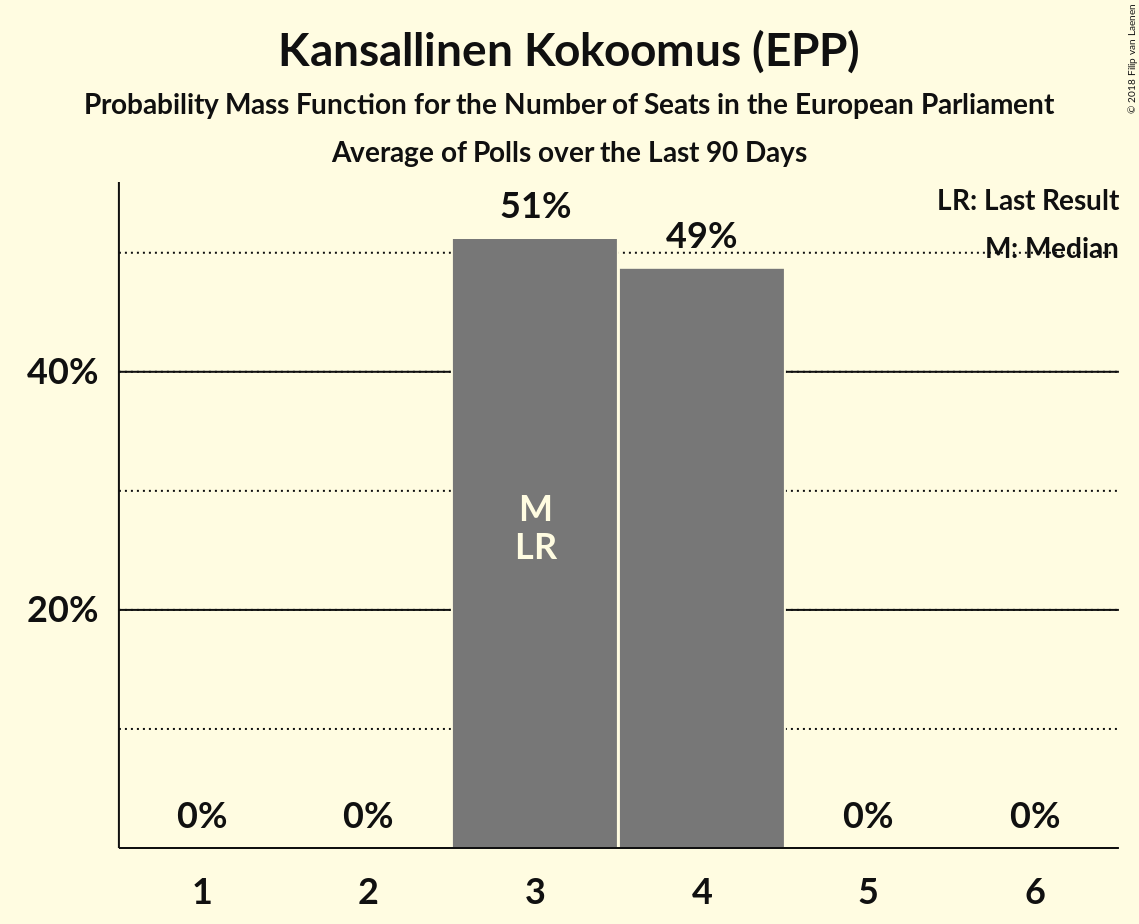 Kansallinen Kokoomus (EPP)
Probability Mass Function for the Number of Seats in the European Parliament
Average of Polls over the Last 90 Days
© 2018 Filip van Laenen
LR: Last Result
M: Median
51%
49%
40%
20%
M
LR
0%
0%
0%
0%
1
2
3
4
5
6